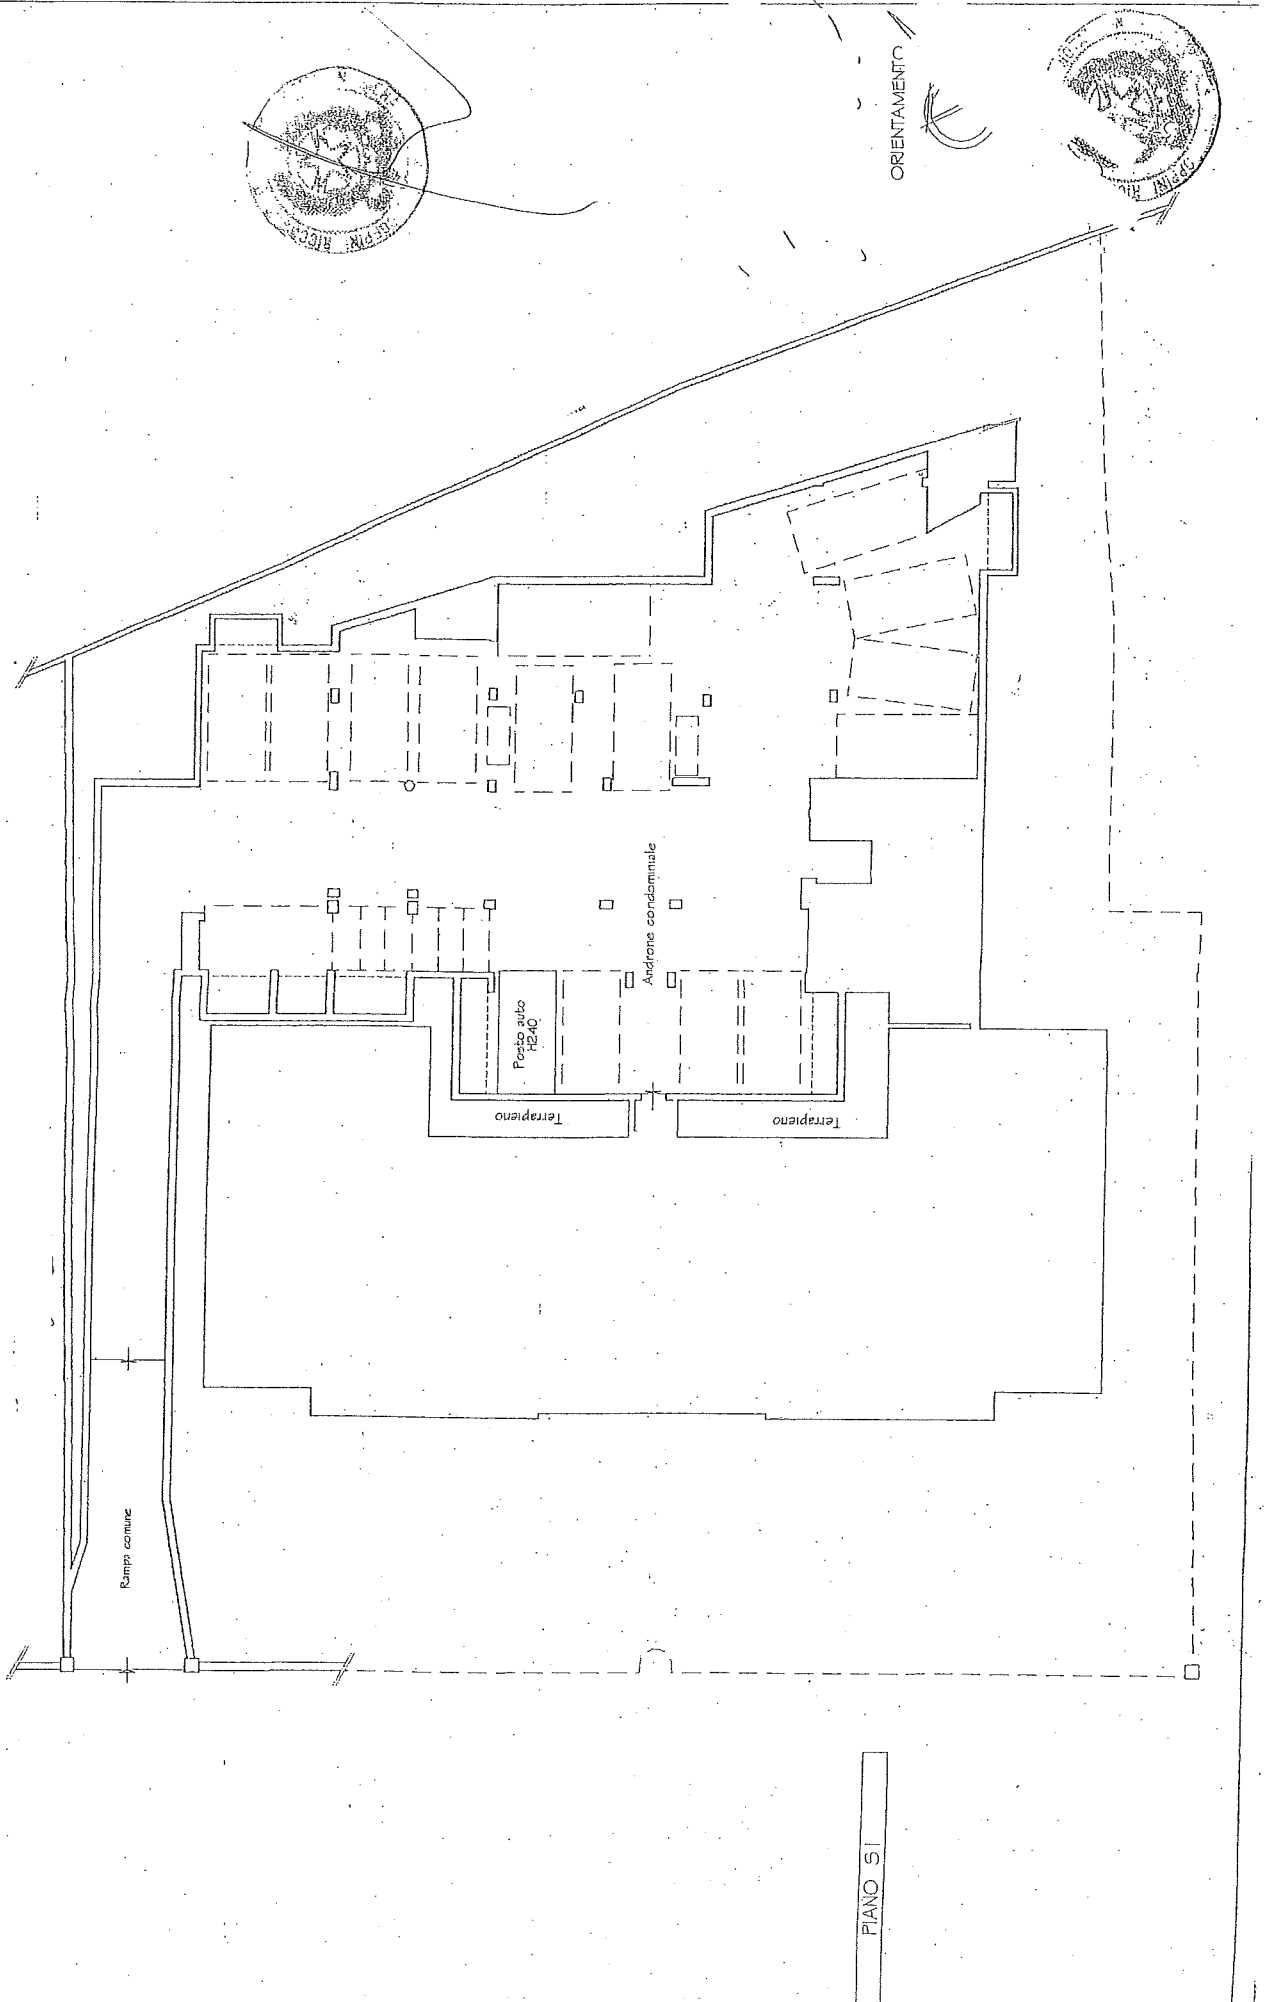 ORIENTAMENTO
Androne condominiale
Posto auto
H240
Terrapieno
Terrapieno
Rampa comune
PIANO S1